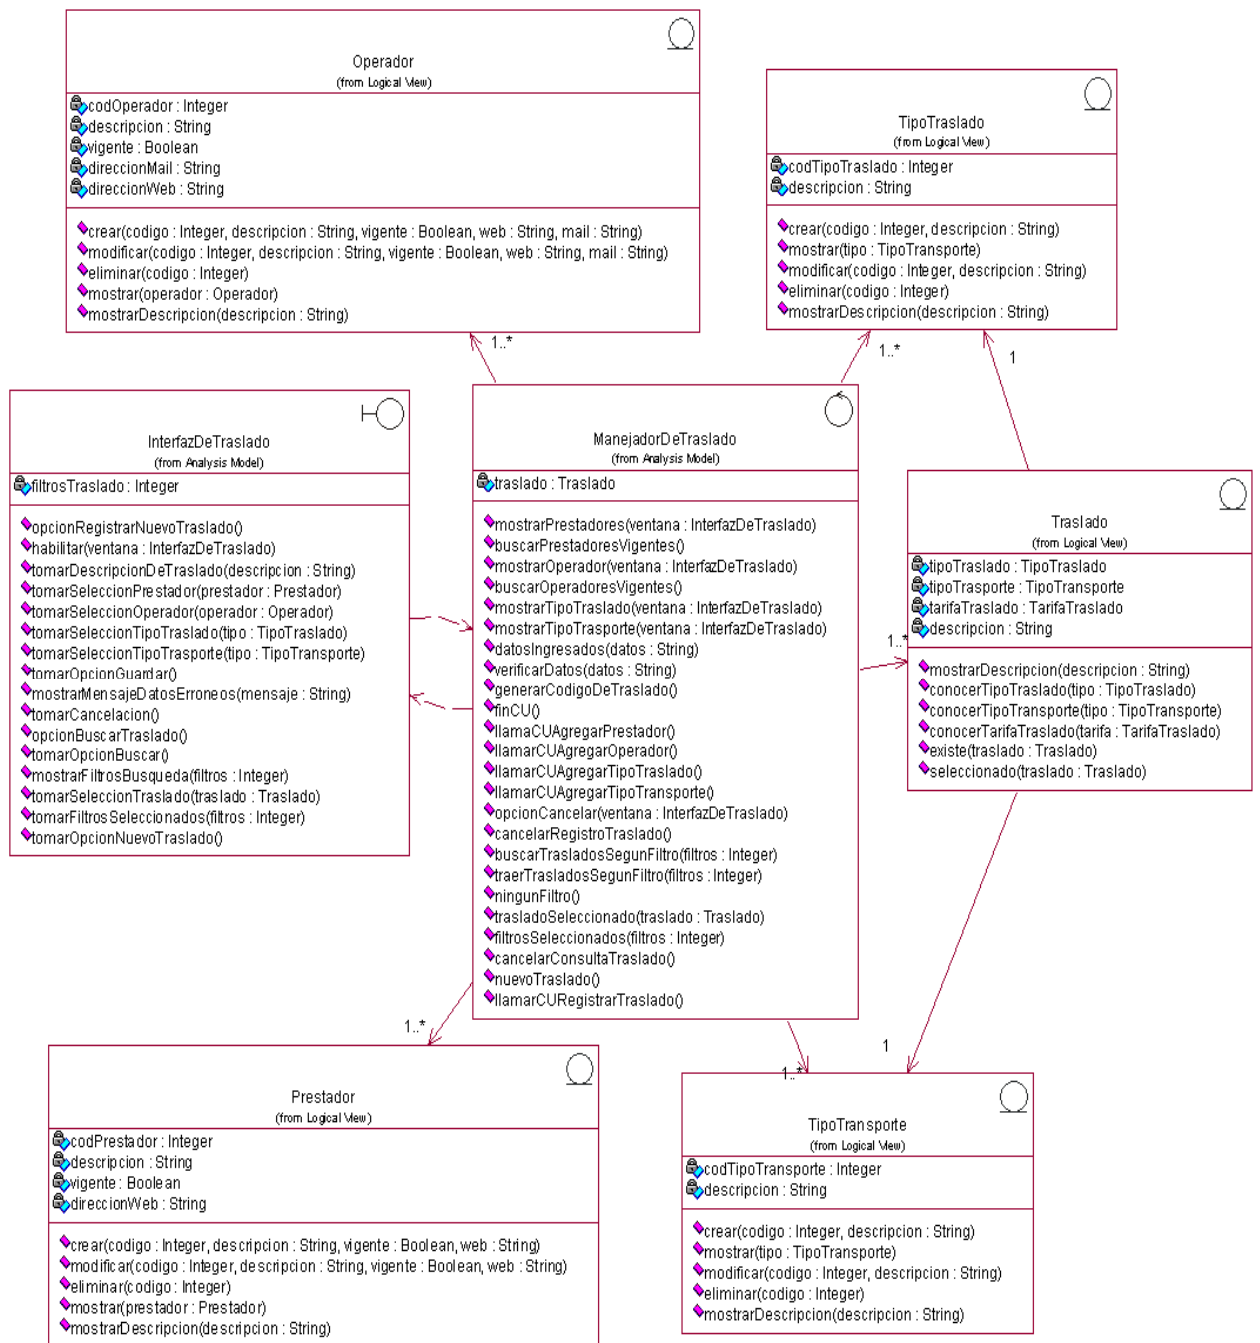 Operador
(from Logical View)
codOperador : Integer
descripcion : String
vigente : Boolean
direccionMail : String
direccionWeb : String
crear(codigo : Integer, descripcion : String, vigente : Boolean, web : String, mail : String)
modificar(codigo : Integer, descripcion : String, vigente : Boolean, web : String, mail : String)
eliminar(codigo : Integer)
mostrar(operador : Operador)
mostrarDescripcion(descripcion : String)
TipoTraslado
(from Logical View)
codTipoTraslado : Integer
descripcion : String
crear(codigo : Integer, descripcion : String)
mostrar(tipo : TipoTransporte)
modificar(codigo : Integer, descripcion : String)
eliminar(codigo : Integer)
mostrarDescripcion(descripcion : String)
1..*
1..*
1
InterfazDeTraslado
(from Analysis Model)
filtrosTraslado : Integer
opcionRegistrarNuevoTraslado()
habilitar(ventana : InterfazDeTraslado)
tomarDescripcionDeTraslado(descripcion : String)
tomarSeleccionPrestador(prestador : Prestador)
tomarSeleccionOperador(operador : Operador)
tomarSeleccionTipoTraslado(tipo : TipoTraslado)
tomarSeleccionTipoTrasporte(tipo : TipoTransporte)
tomarOpcionGuardar()
mostrarMensajeDatosErroneos(mensaje : String)
tomarCancelacion()
opcionBuscarTraslado()
tomarOpcionBuscar()
mostrarFiltrosBusqueda(filtros : Integer)
tomarSeleccionTraslado(traslado : Traslado)
tomarFiltrosSeleccionados(filtros : Integer)
tomarOpcionNuevoTraslado()
ManejadorDeTraslado
(from Analysis Model)
traslado : Traslado
mostrarPrestadores(ventana : InterfazDeTraslado)
buscarPrestadoresVigentes()
mostrarOperador(ventana : InterfazDeTraslado)
buscarOperadoresVigentes()
mostrarTipoTraslado(ventana : InterfazDeTraslado)
mostrarTipoTrasporte(ventana : InterfazDeTraslado)
datosIngresados(datos : String)
verificarDatos(datos : String)
generarCodigoDeTraslado()
finCU()
llamaCUAgregarPrestador()
llamarCUAgregarOperador()
llamarCUAgregarTipoTraslado()
llamarCUAgregarTipoTransporte()
opcionCancelar(ventana : InterfazDeTraslado)
cancelarRegistroTraslado()
buscarTrasladosSegunFiltro(filtros : Integer)
traerTrasladosSegunFiltro(filtros : Integer)
ningunFiltro()
trasladoSeleccionado(traslado : Traslado)
filtrosSeleccionados(filtros : Integer)
cancelarConsultaTraslado()
nuevoTraslado()
llamarCURegistrarTraslado()
Traslado
(from Logical View)
tipoTraslado : TipoTraslado
tipoTrasporte : TipoTransporte
tarifaTraslado : TarifaTraslado
descripcion : String
mostrarDescripcion(descripcion : String)
conocerTipoTraslado(tipo : TipoTraslado)
conocerTipoTransporte(tipo : TipoTransporte)
conocerTarifaTraslado(tarifa : TarifaTraslado)
existe(traslado : Traslado)
seleccionado(traslado : Traslado)
1..*
1..*
1..*
1
Prestador
(from Logical View)
codPrestador : Integer
descripcion : String
vigente : Boolean
direccionWeb : String
crear(codigo : Integer, descripcion : String, vigente : Boolean, web : String)
modificar(codigo : Integer, descripcion : String, vigente : Boolean, web : String)
eliminar(codigo : Integer)
mostrar(prestador : Prestador)
mostrarDescripcion(descripcion : String)
TipoTransporte
(from Logical View)
codTipoTransporte : Integer
descripcion : String
crear(codigo : Integer, descripcion : String)
mostrar(tipo : TipoTransporte)
modificar(codigo : Integer, descripcion : String)
eliminar(codigo : Integer)
mostrarDescripcion(descripcion : String)